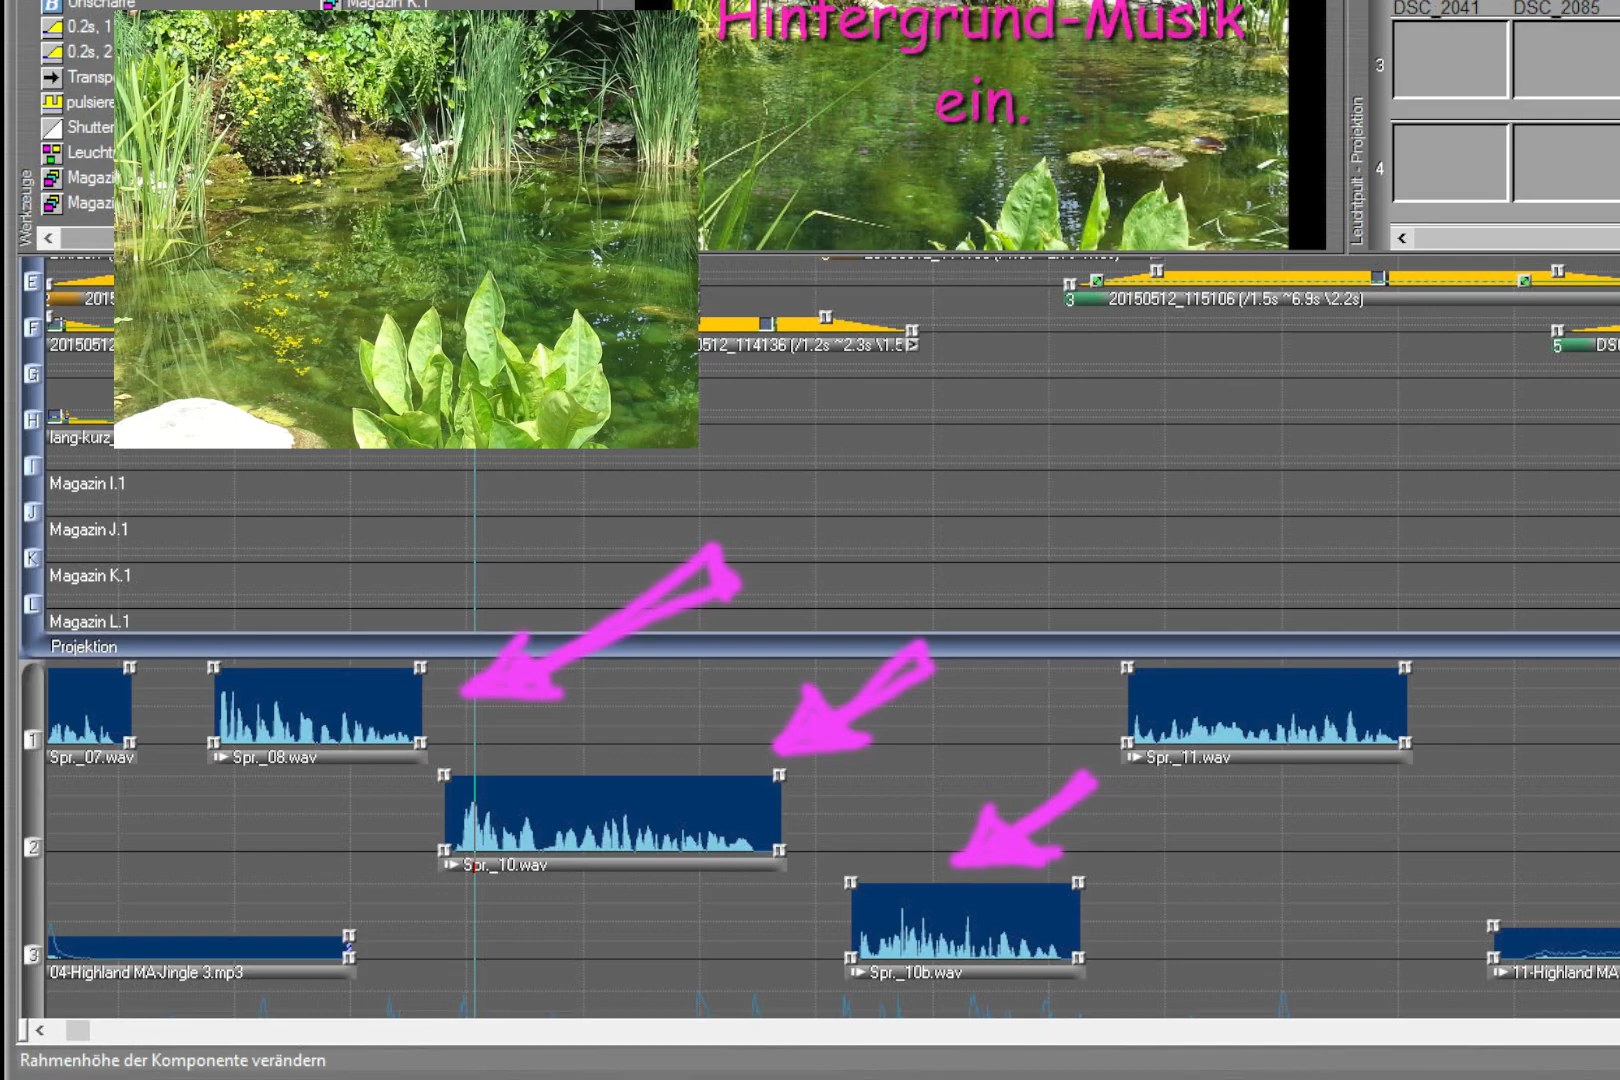 Unschärfe
Magazin K.1
0.2s, 1
0.2s, 2
Transp
pulsiere
Shutter
Leucht
Magazi
Magazi
Werkzeuge
Hintergrund-Musik
ein.
DSC_2041
DSC_2085
3
4
Leuchtpult - Projektion
E
2015
3
20150512_115106 (/1.5s ~6.9s \2.2s)
F
20150512
0512_114136 (/1.2s ~2.3s \1.5
5
DS
G
H
lang-kurz_
I
Magazin I.1
J
Magazin J.1
K
Magazin K.1
L
Magazin L.1
Projektion
1
Spr._07.wav
Spr._08.wav
Spr._11.wav
2
Spr._10.wav
3
04-Highland MA-Jingle 3.mp3
Spr._10b.wav
11-Highland MA
Rahmenhöhe der Komponente verändern